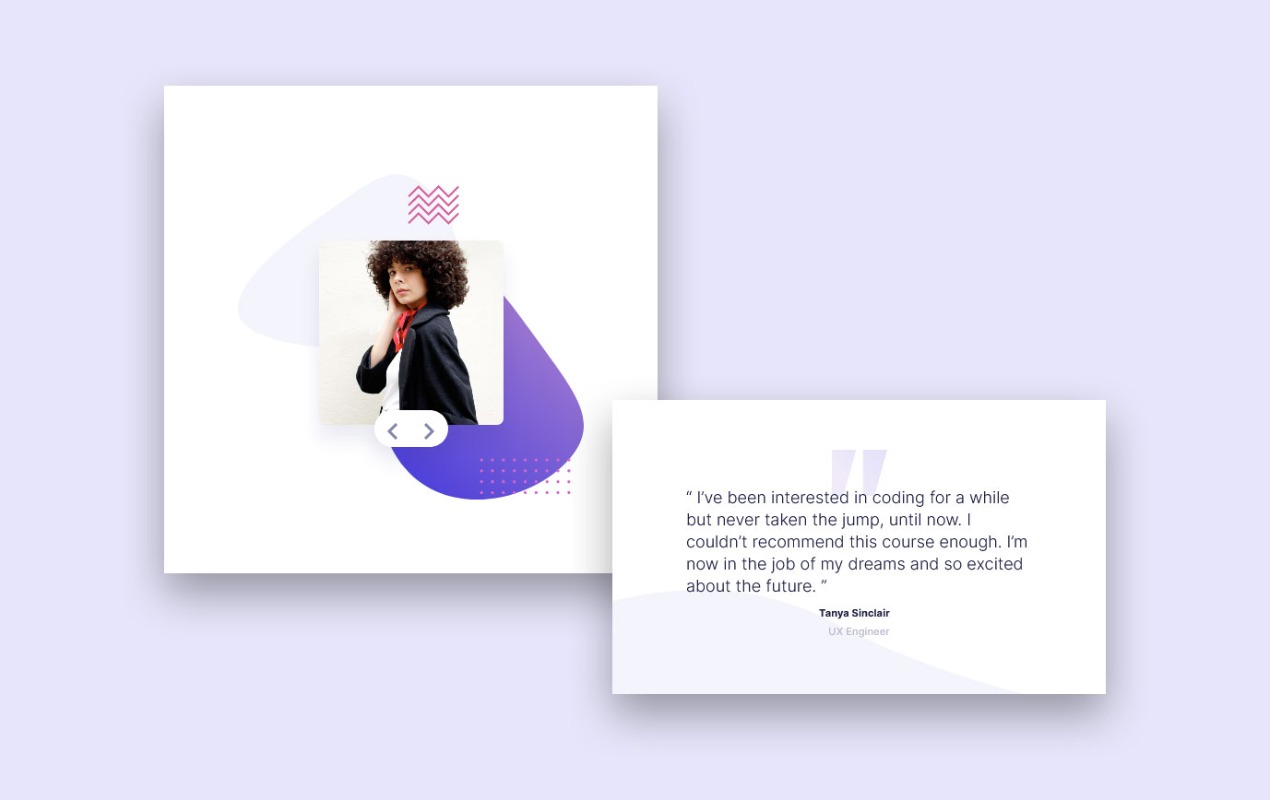 “ I’ve been interested in coding for a while
but never taken the jump, until now. I
couldn’t recommend this course enough. I’m
now in the job of my dreams and so excited
about the future. ”
Tanya Sinclair
UX Engineer